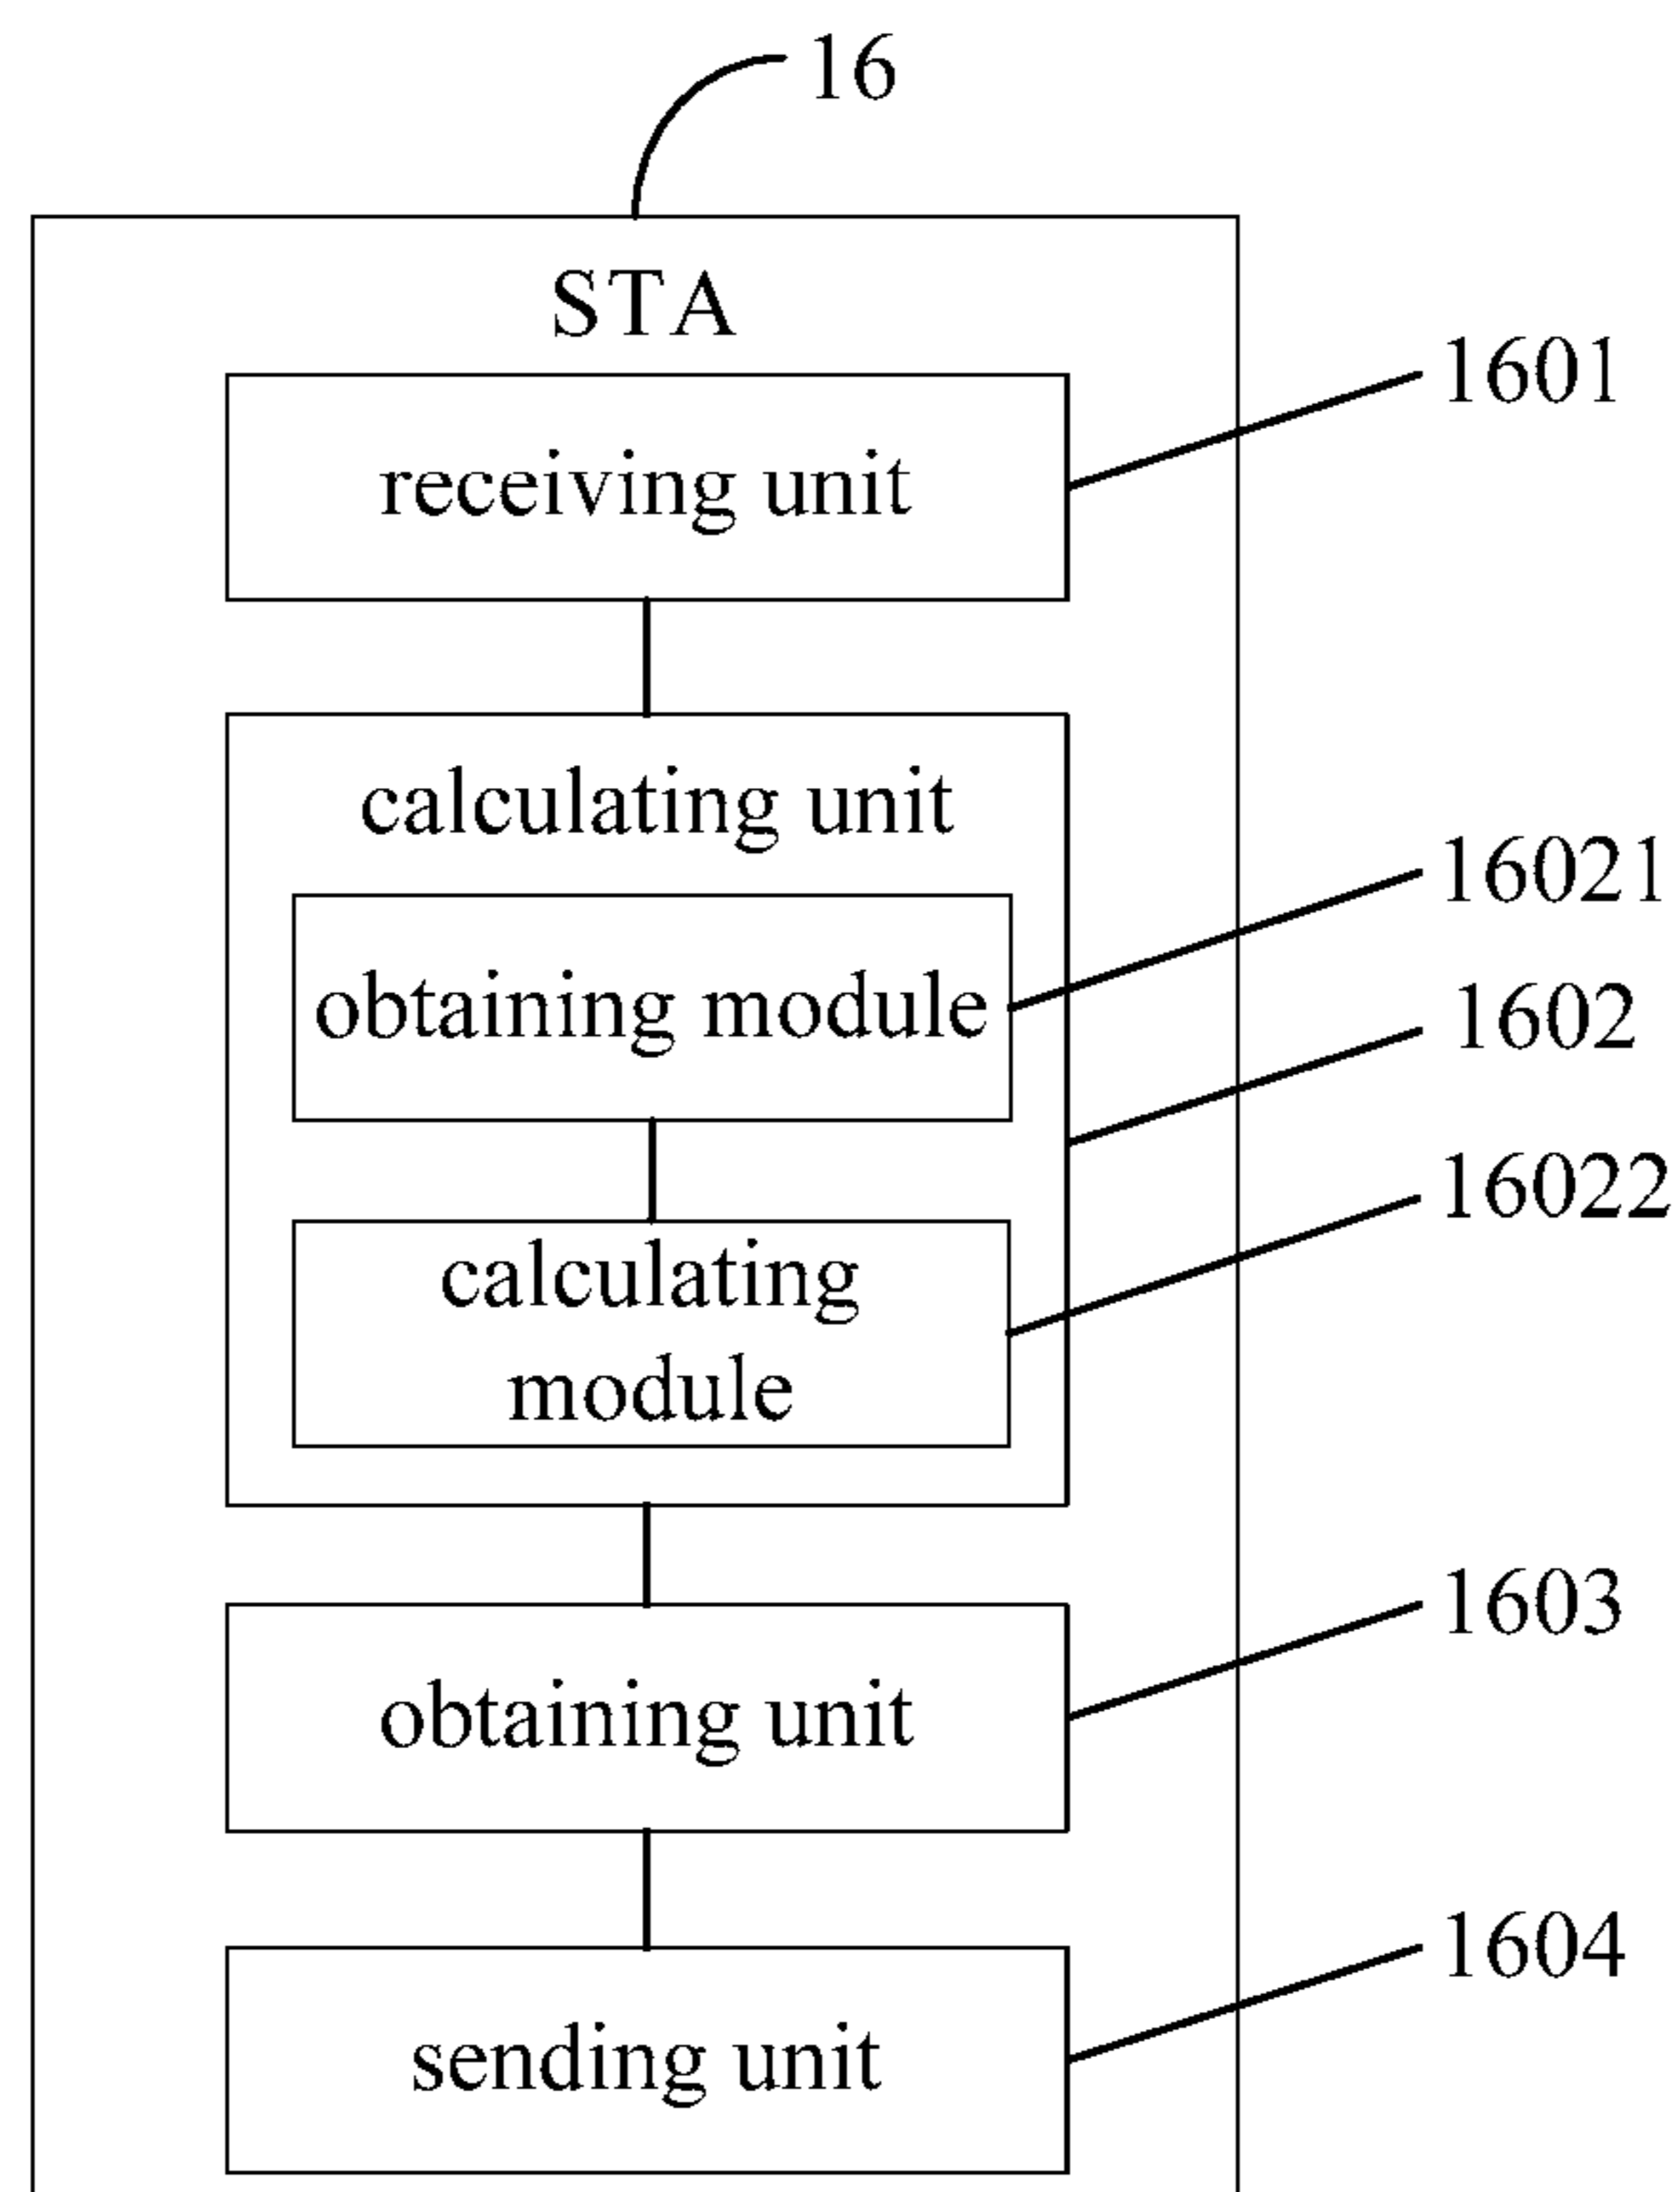 16
STA
1601
receiving unit
calculating unit
16021
obtaining module
1602
16022
calculating
module
1603
obtaining unit
1604
sending unit